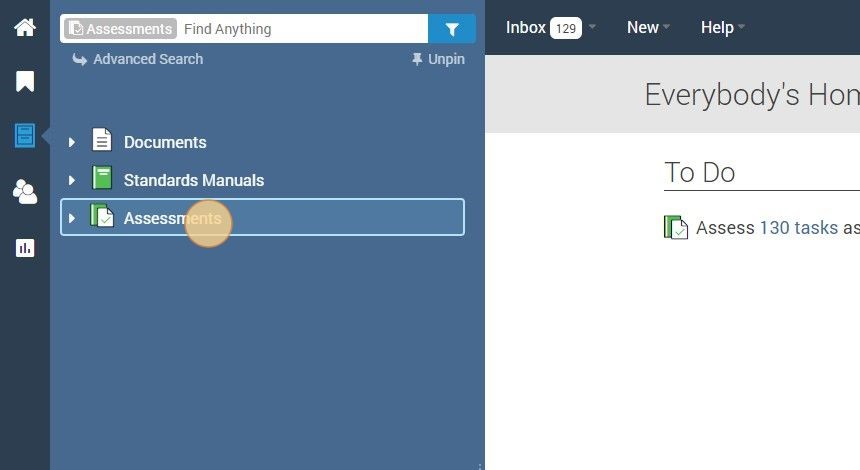 Assessments Find Anything
Advanced Search Unpin
Documents
Standards Manuals
Assessments
Inbox 129 New Help
Everybody's Hom
To Do
Assess 130 tasks as